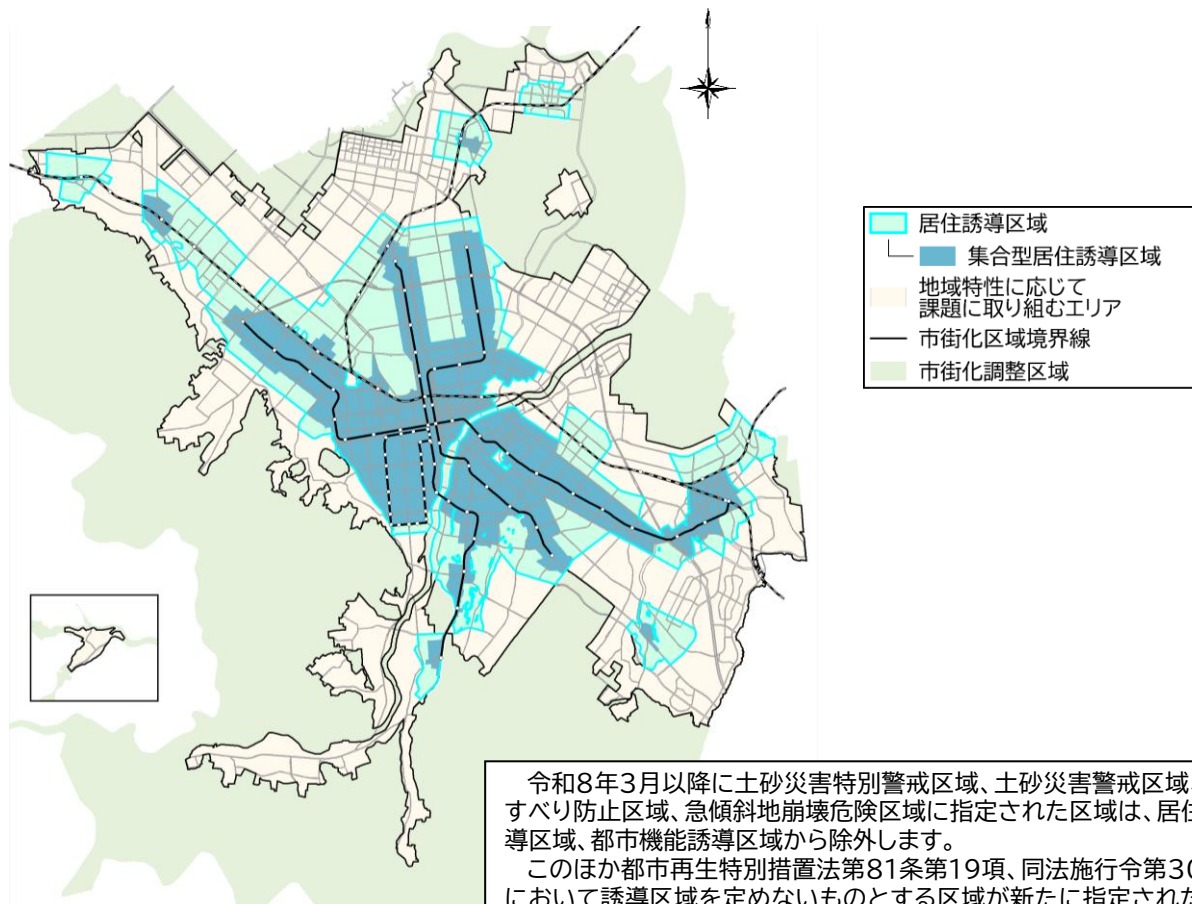 居住誘導区域
集合型居住誘導区域
地域特性に応じて
課題に取り組むエリア
市街化区域境界線
市街化調整区域
令和8年3月以降に土砂災害特別警戒区域、土砂災害警戒区域
すべり防止区域、急傾斜地崩壊危険区域に指定された区域は、居住
導区域、都市機能誘導区域から除外します。
このほか都市再生特別措置法第81条第19項、同法施行令第30
において誘導区域を定めないものとする区域が新たに指定された